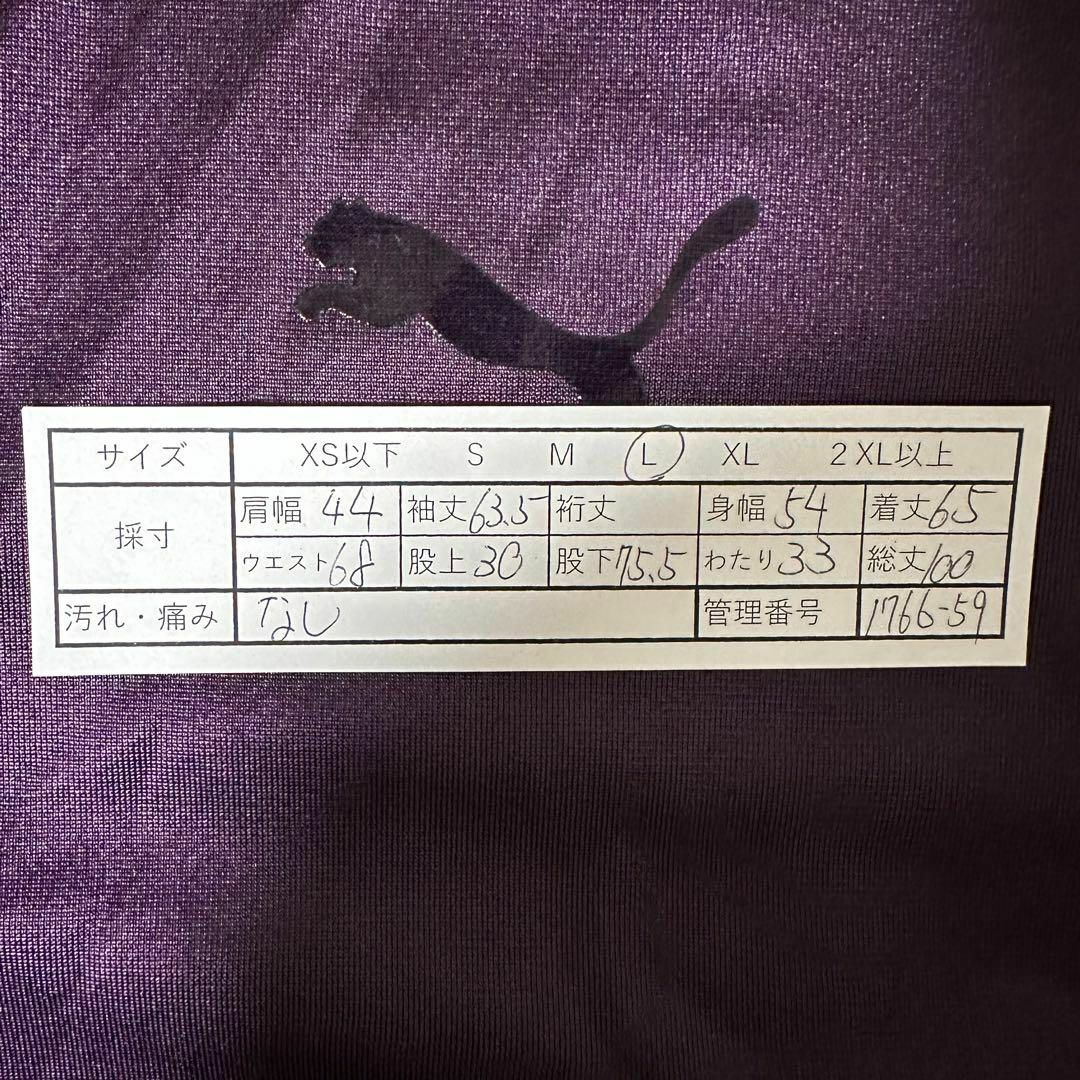 サイズ XS以下 S M L XL 2XL以上
採寸 肩幅 44 袖丈 63.5 裄丈 身幅 54 着丈 65
ウエスト 68 股上 30 股下 75.5 わたり 33 総丈 100
汚れ・痛み なし 管理番号 1766-59